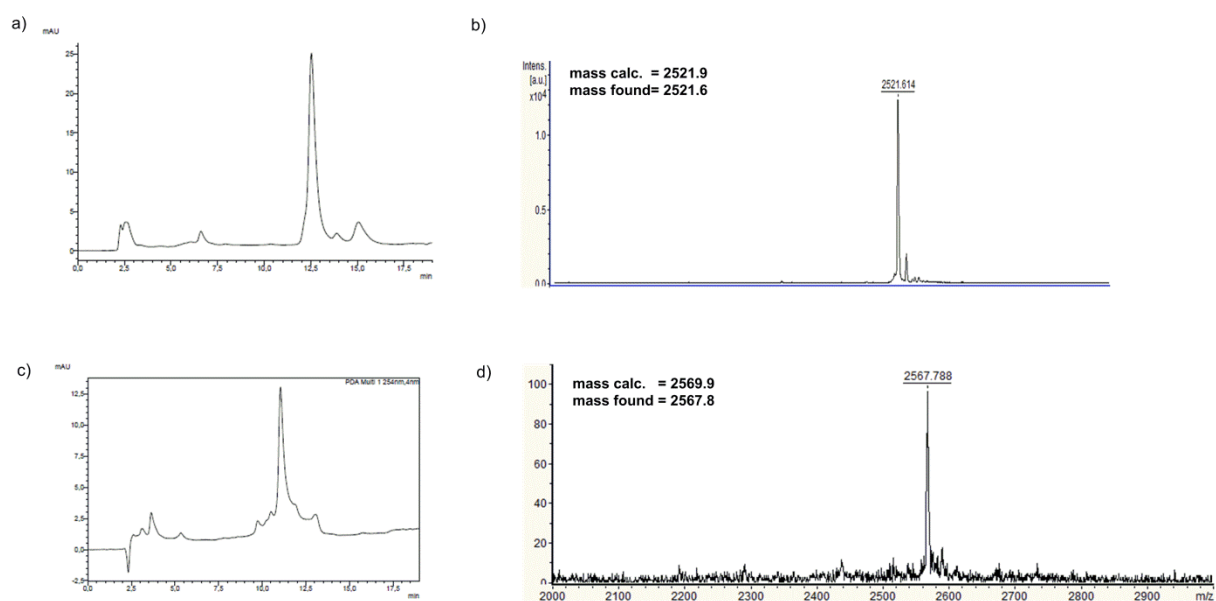 a)
mAU
25
20
15
10
5
0
0,0 2,5 5,0 7,5 10,0 12,5 15,0 17,5
min
b)
Intens.
[a.u.]
x10⁴
mass calc. = 2521.9
mass found= 2521.6
2521.614
1.0
0.5
0.0
c)
mAU
PDA Multi 1 254nm,4nm
12,5
10,0
7,5
5,0
2,5
0,0
-2,5
0,0 2,5 5,0 7,5 10,0 12,5 15,0 17,5
min
d)
mass calc. = 2569.9
mass found = 2567.8
2567.788
100
80
60
40
20
0
2000 2100 2200 2300 2400 2500 2600 2700 2800 2900 m/z